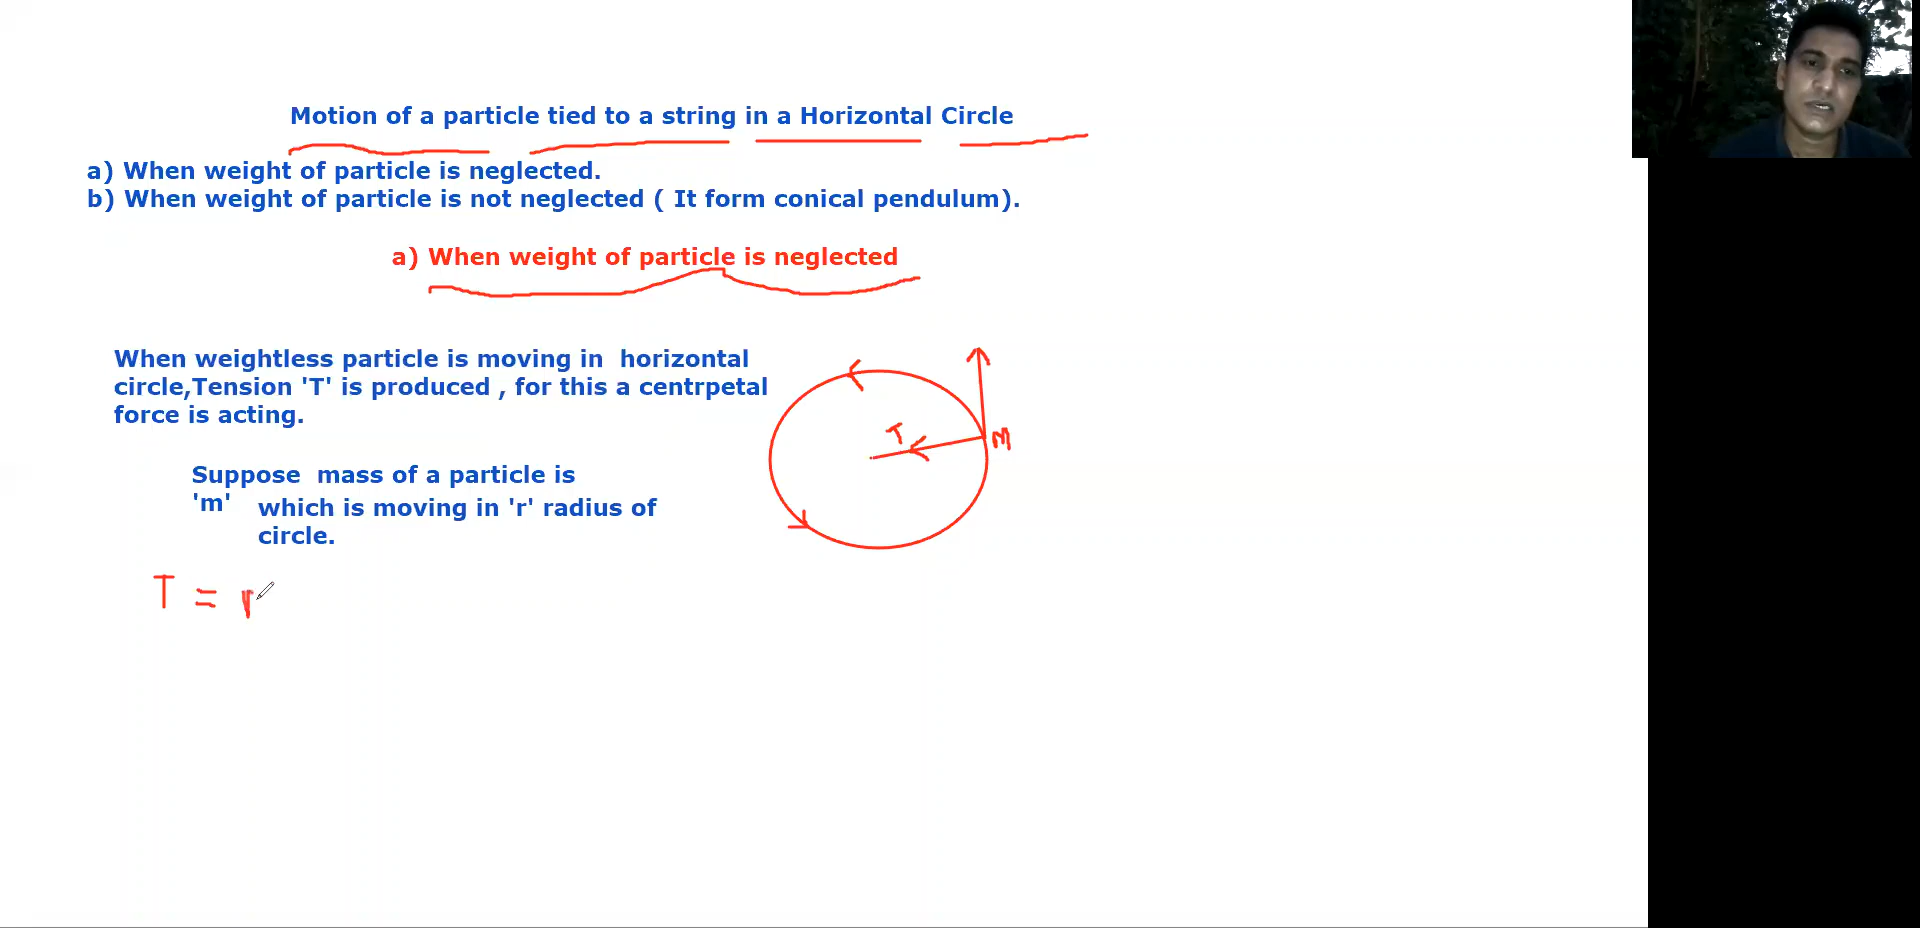 Motion of a particle tied to a string in a Horizontal Circle
a) When weight of particle is neglected.
b) When weight of particle is not neglected ( It form conical pendulum).
a) When weight of particle is neglected
When weightless particle is moving in horizontal
circle,Tension 'T' is produced , for this a centrpetal
force is acting.
T
M
Suppose mass of a particle is
'm' which is moving in 'r' radius of
circle.
T =